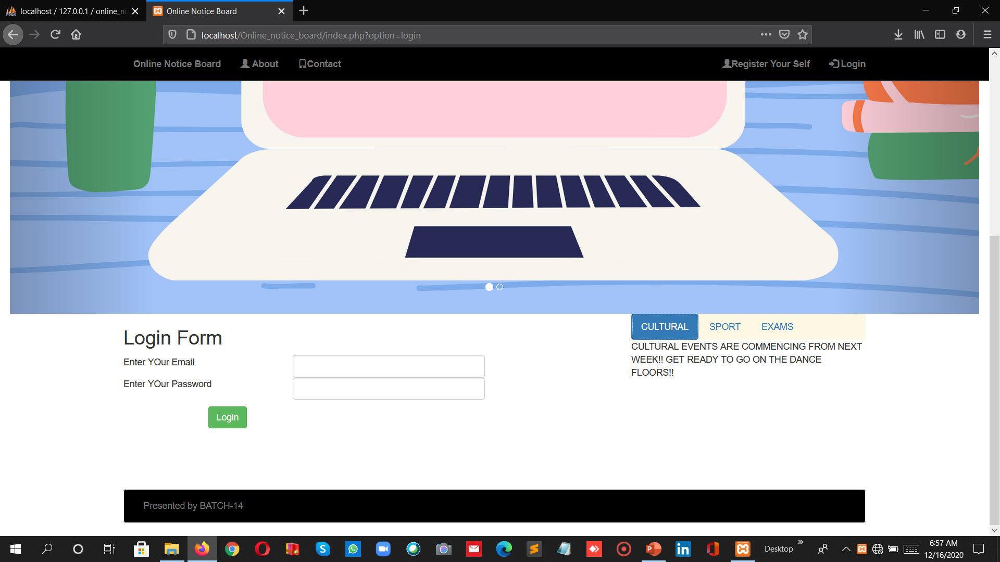 localhost / 127.0.0.1 / online_no
Online Notice Board
localhost/Online_notice_board/index.php?option=login
Online Notice Board About Contact Register Your Self Login
CULTURAL SPORT EXAMS
Login Form
CULTURAL EVENTS ARE COMMENCING FROM NEXT
WEEK!! GET READY TO GO ON THE DANCE
FLOORS!!
Enter YOur Email
Enter YOur Password
Login
Presented by BATCH-14
Desktop
6:57 AM
12/16/2020